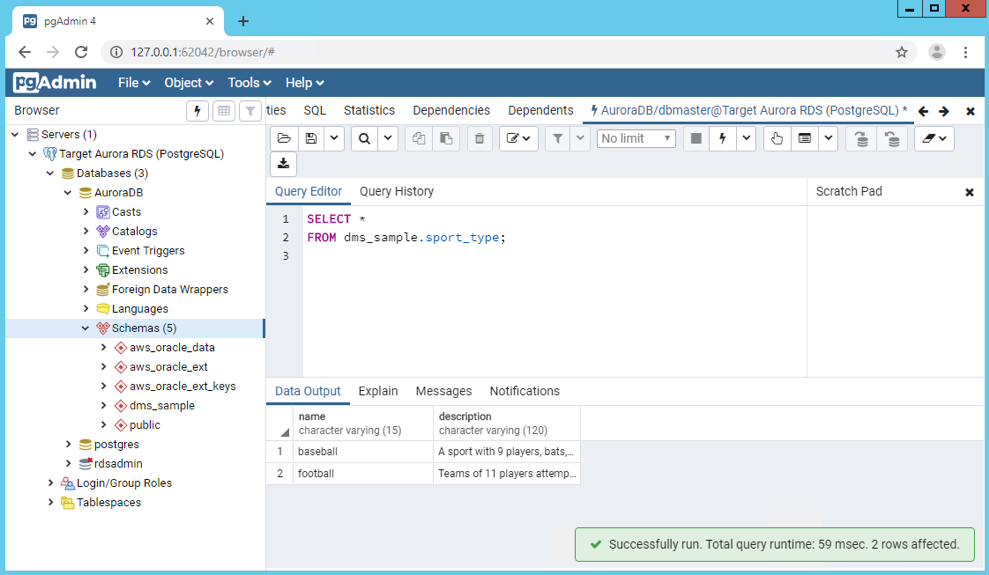 pgAdmin 4
127.0.0.1:62042/browser/#
pgAdmin File Object Tools Help
Browser
ties SQL Statistics Dependencies Dependents AuroraDB/dbmaster@Target Aurora RDS (PostgreSQL) *
No limit
Servers (1)
Target Aurora RDS (PostgreSQL)
Databases (3)
AuroraDB
Casts
Catalogs
Event Triggers
Extensions
Foreign Data Wrappers
Languages
Schemas (5)
aws_oracle_data
aws_oracle_ext
aws_oracle_ext_keys
dms_sample
public
postgres
rdsadmin
Login/Group Roles
Tablespaces
Query Editor Query History
Scratch Pad
1 SELECT *
2 FROM dms_sample.sport_type;
3
Data Output Explain Messages Notifications
name description
character varying (15) character varying (120)
1 baseball A sport with 9 players, bats,...
2 football Teams of 11 players attemp...
Successfully run. Total query runtime: 59 msec. 2 rows affected.